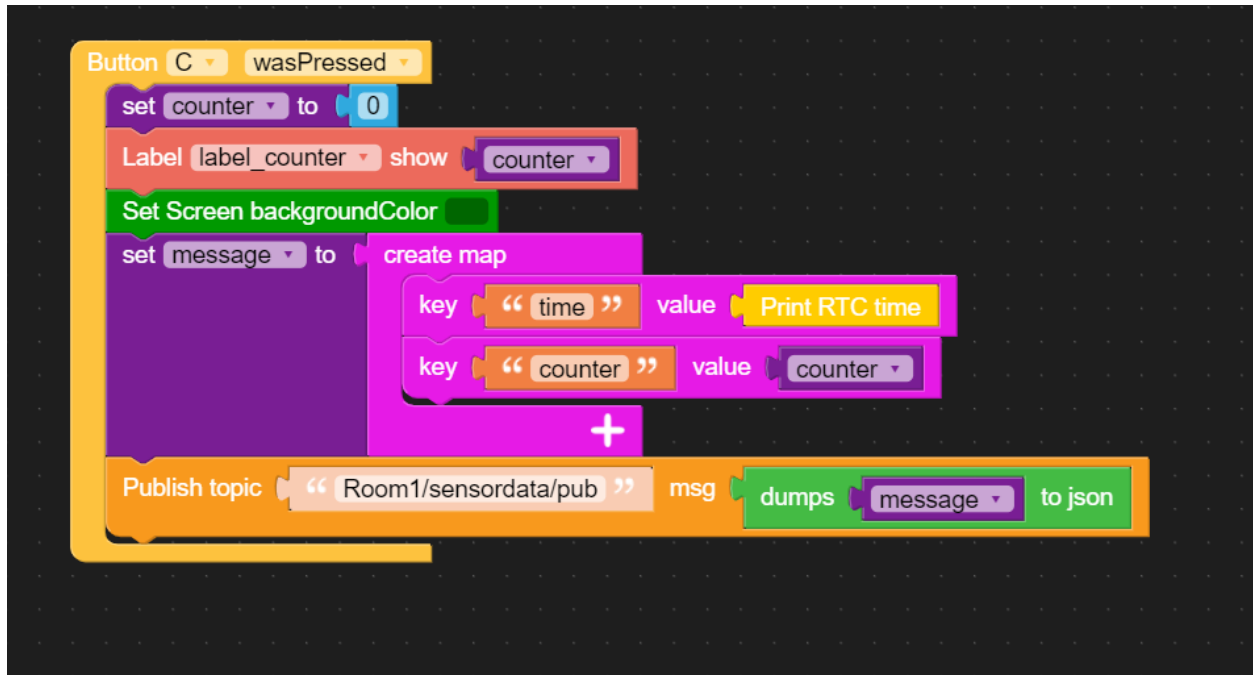 Button C wasPressed
set counter to 0
Label label_counter show counter
Set Screen backgroundColor
set message to create map
key “ time ” value Print RTC time
key “ counter ” value counter
+
Publish topic “ Room1/sensordata/pub ” msg dumps message to json